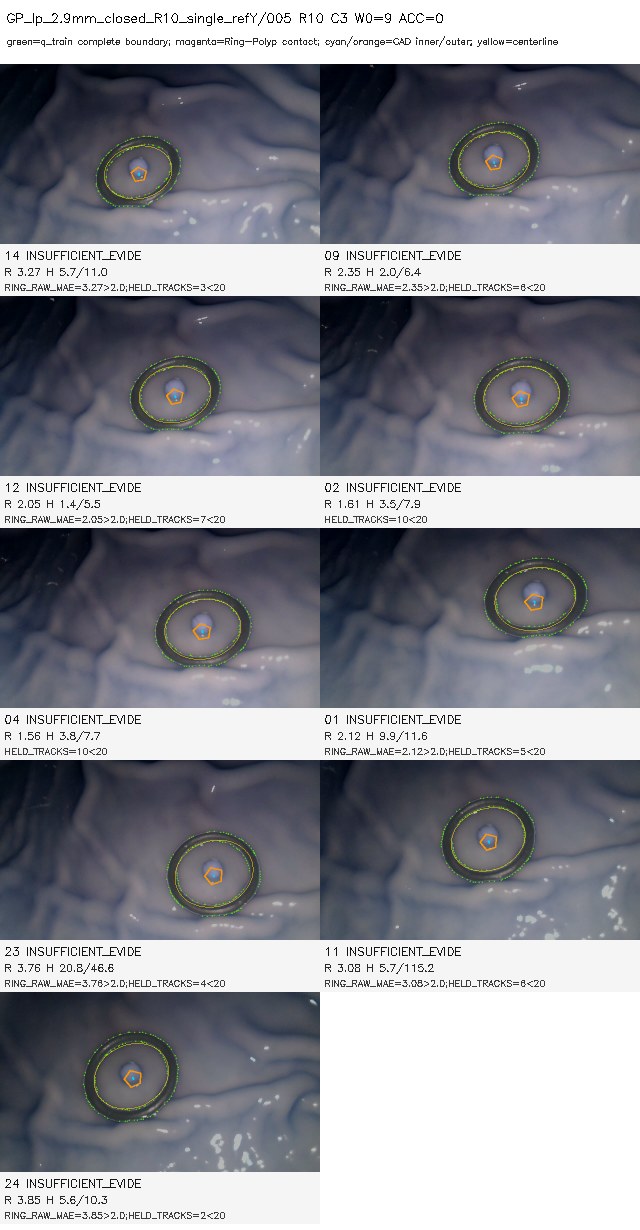 GP_lp_2.9mm_closed_R10_single_refY/005 R10 C3 W0=9 ACC=0
green=q_train complete boundary; magenta=Ring-Polyp contact; cyan/orange=CAD inner/outer; yellow=centerline
14 INSUFFICIENT_EVIDE
R 3.27 H 5.7/11.0
RING_RAW_MAE=3.27>2.0;HELD_TRACKS=3<20
09 INSUFFICIENT_EVIDE
R 2.35 H 2.0/6.4
RING_RAW_MAE=2.35>2.0;HELD_TRACKS=6<20
12 INSUFFICIENT_EVIDE
R 2.05 H 1.4/5.5
RING_RAW_MAE=2.05>2.0;HELD_TRACKS=7<20
02 INSUFFICIENT_EVIDE
R 1.61 H 3.5/7.9
HELD_TRACKS=10<20
04 INSUFFICIENT_EVIDE
R 1.56 H 3.8/7.7
HELD_TRACKS=10<20
01 INSUFFICIENT_EVIDE
R 2.12 H 9.9/11.6
RING_RAW_MAE=2.12>2.0;HELD_TRACKS=5<20
23 INSUFFICIENT_EVIDE
R 3.76 H 20.8/46.6
RING_RAW_MAE=3.76>2.0;HELD_TRACKS=4<20
11 INSUFFICIENT_EVIDE
R 3.08 H 5.7/115.2
RING_RAW_MAE=3.08>2.0;HELD_TRACKS=6<20
24 INSUFFICIENT_EVIDE
R 3.85 H 5.6/10.3
RING_RAW_MAE=3.85>2.0;HELD_TRACKS=2<20